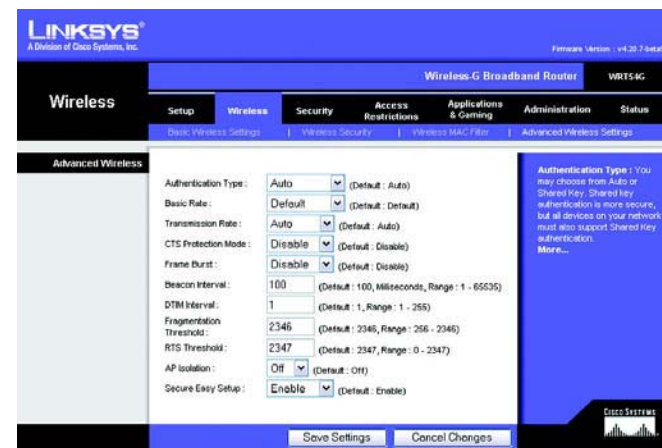 LINKSYS®
A Division of Cisco Systems, Inc.
Firmware Version : v4.20.7-beta
Wireless-G Broadband Router WRT54G
Wireless
Setup Wireless Security Access Restrictions Applications & Gaming Administration Status
Basic Wireless Settings | Wireless Security | Wireless MAC Filter | Advanced Wireless Settings
Advanced Wireless
Authentication Type : Auto (Default : Auto)
Basic Rate : Default (Default : Default)
Transmission Rate : Auto (Default : Auto)
CTS Protection Mode : Disable (Default : Disable)
Frame Burst : Disable (Default : Disable)
Beacon Interval : 100 (Default : 100, Milliseconds, Range : 1 - 65535)
DTIM Interval : 1 (Default : 1, Range : 1 - 255)
Fragmentation Threshold : 2346 (Default : 2346, Range : 256 - 2346)
RTS Threshold : 2347 (Default : 2347, Range : 0 - 2347)
AP Isolation : Off (Default : Off)
Secure Easy Setup : Enable (Default : Enable)
Authentication Type : You
may choose from Auto or
Shared Key. Shared key
authentication is more secure,
but all devices on your network
must also support Shared Key
authentication.
More...
Save Settings Cancel Changes
CISCO SYSTEMS